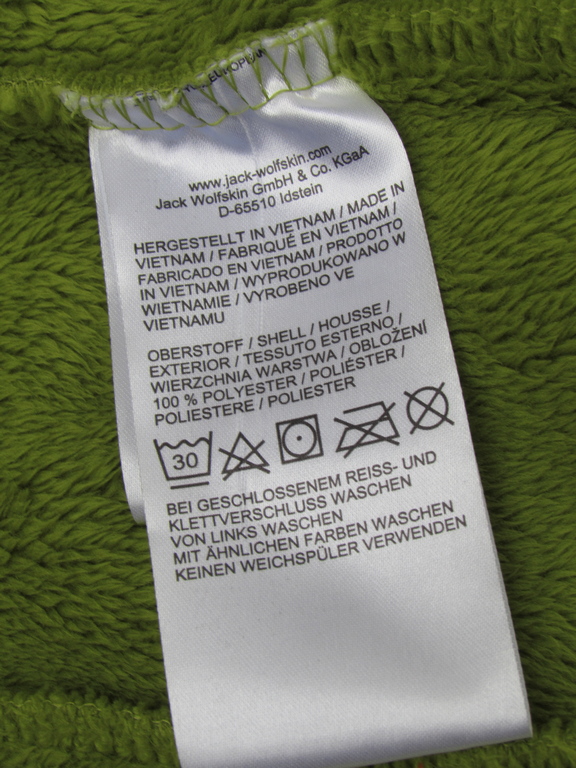 www.jack-wolfskin.com
Jack Wolfskin GmbH & Co. KGaA
D-65510 Idstein
HERGESTELLT IN VIETNAM / MADE IN
VIETNAM / FABRIQUÉ EN VIETNAM /
FABRICADO EN VIETNAM / PRODOTTO
IN VIETNAM / WYPRODUKOWANO W
WIETNAMIE / VYROBENO VE
VIETNAMU
OBERSTOFF / SHELL / HOUSSE /
EXTERIOR / TESSUTO ESTERNO /
WIERZCHNIA WARSTWA / OBLOŽENÍ
100 % POLYESTER / POLIÉSTER /
POLIESTERE / POLIESTER
30
BEI GESCHLOSSENEM REISS- UND
KLETTVERSCHLUSS WASCHEN
VON LINKS WASCHEN
MIT ÄHNLICHEN FARBEN WASCHEN
KEINEN WEICHSPÜLER VERWENDEN